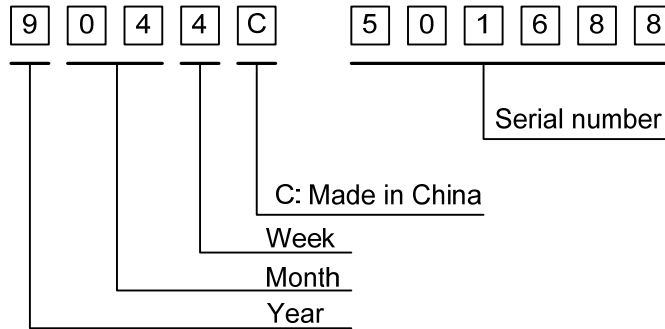 9 0 4 4 C 5 0 1 6 8 8
Serial number
C: Made in China
Week
Month
Year